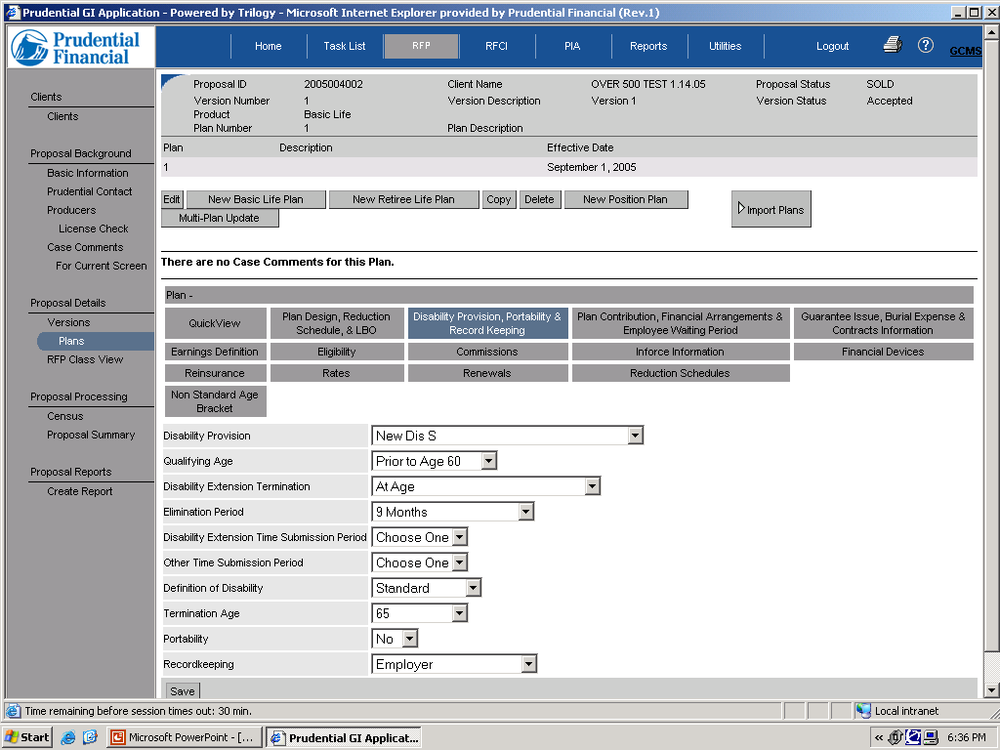 Prudential GI Application - Powered by Trilogy - Microsoft Internet Explorer provided by Prudential Financial (Rev.1)
Prudential
Financial
Home Task List RFP RFCI PIA Reports Utilities Logout ? GCMS
Clients
Clients
Proposal Background
Basic Information
Prudential Contact
Producers
License Check
Case Comments
For Current Screen
Proposal Details
Versions
Plans
RFP Class View
Proposal Processing
Census
Proposal Summary
Proposal Reports
Create Report
Proposal ID 2005004002 Client Name OVER 500 TEST 1.14.05 Proposal Status SOLD
Version Number 1 Version Description Version 1 Version Status Accepted
Product Basic Life
Plan Number 1 Plan Description
Plan Description Effective Date
1 September 1, 2005
Edit New Basic Life Plan New Retiree Life Plan Copy Delete New Position Plan
Multi-Plan Update
Import Plans
There are no Case Comments for this Plan.
Plan -
QuickView
Plan Design, Reduction
Schedule, & LBO
Disability Provision, Portability &
Record Keeping
Plan Contribution, Financial Arrangements &
Employee Waiting Period
Guarantee Issue, Burial Expense &
Contracts Information
Earnings Definition Eligibility Commissions Inforce Information Financial Devices
Reinsurance Rates Renewals Reduction Schedules
Non Standard Age
Bracket
Disability Provision New Dis S
Qualifying Age Prior to Age 60
Disability Extension Termination At Age
Elimination Period 9 Months
Disability Extension Time Submission Period Choose One
Other Time Submission Period Choose One
Definition of Disability Standard
Termination Age 65
Portability No
Recordkeeping Employer
Save
Time remaining before session times out: 30 min. Local intranet
Start Microsoft PowerPoint - [... Prudential GI Applicat... « 6:36 PM